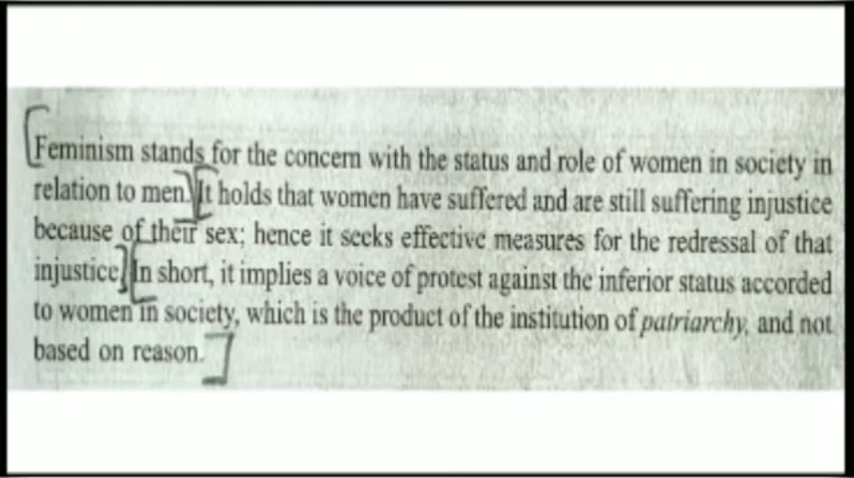 Feminism stands for the concern with the status and role of women in society in
relation to men. It holds that women have suffered and are still suffering injustice
because of their sex; hence it seeks effective measures for the redressal of that
injustice. In short, it implies a voice of protest against the inferior status accorded
to women in society, which is the product of the institution of patriarchy, and not
based on reason.